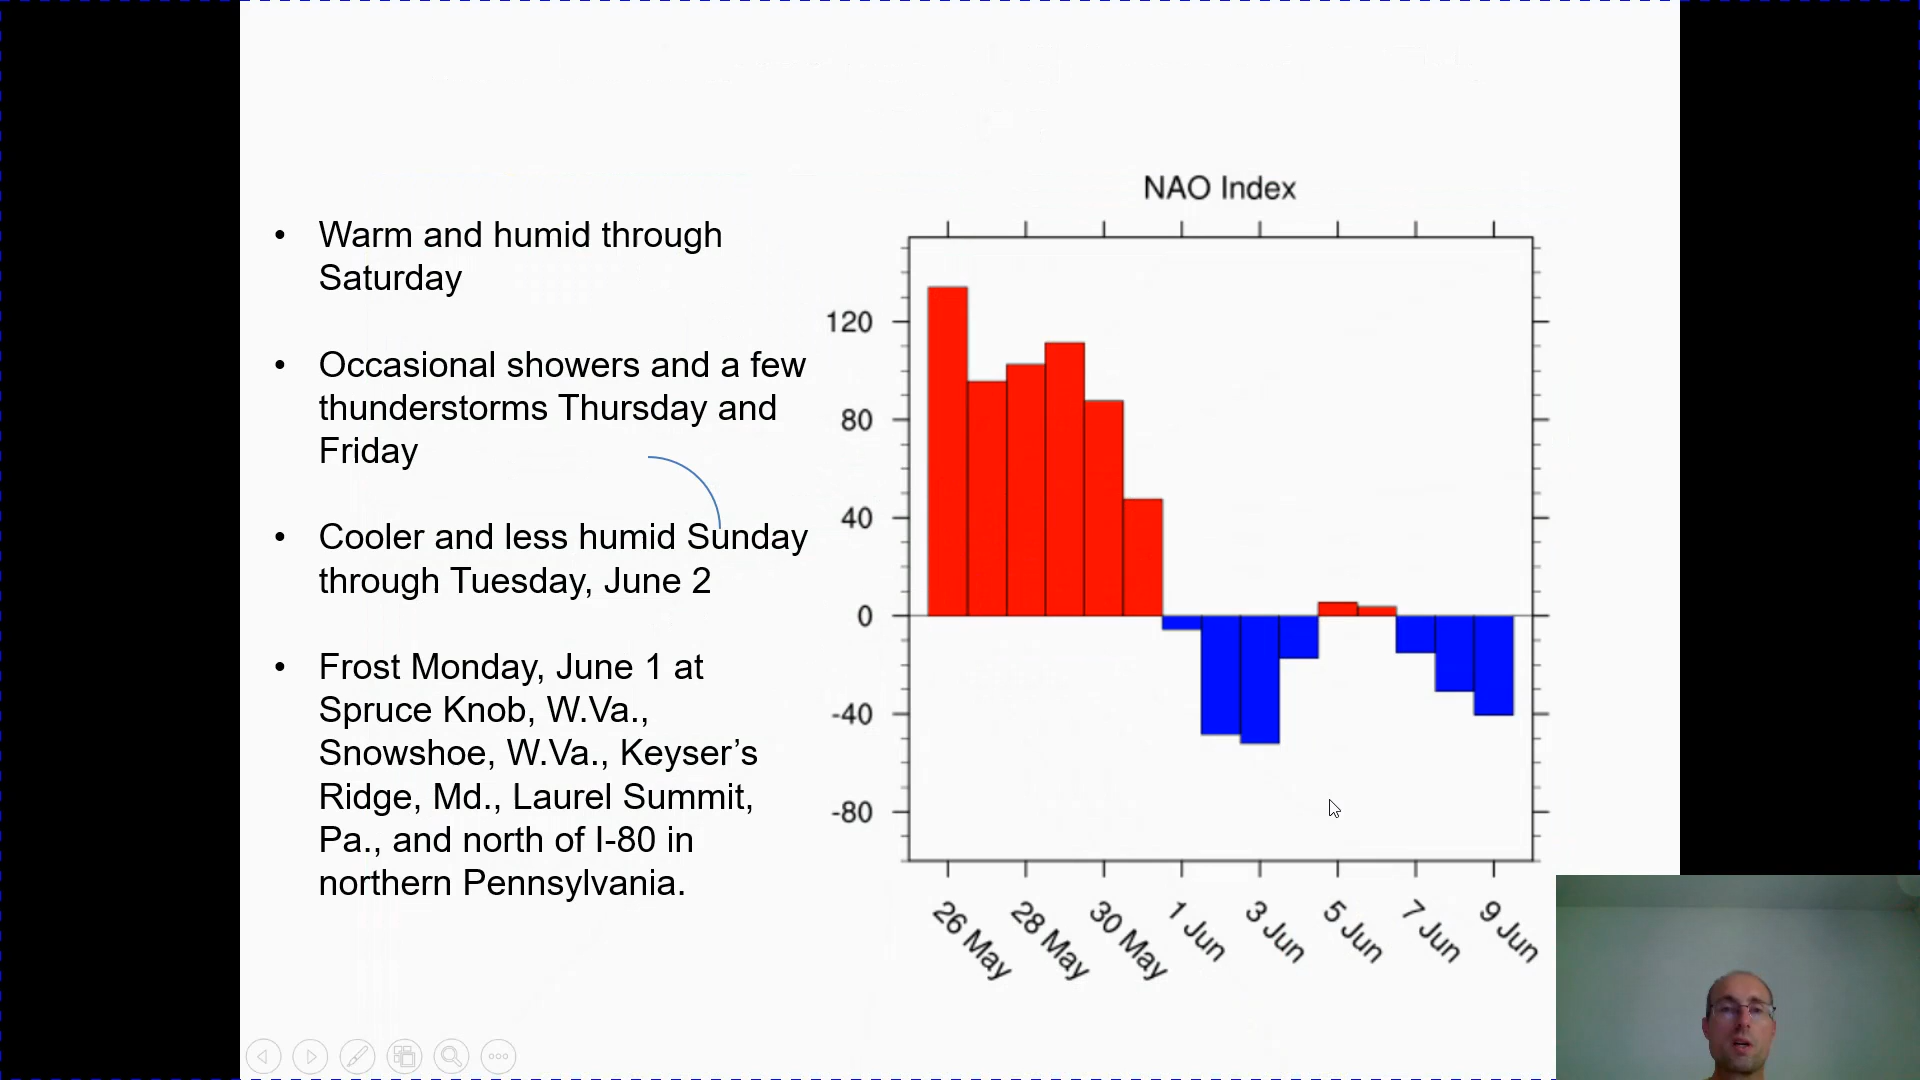 NAO Index
• Warm and humid through
Saturday
• Occasional showers and a few
thunderstorms Thursday and
Friday
• Cooler and less humid Sunday
through Tuesday, June 2
• Frost Monday, June 1 at
Spruce Knob, W.Va.,
Snowshoe, W.Va., Keyser’s
Ridge, Md., Laurel Summit,
Pa., and north of I-80 in
northern Pennsylvania.
120
80
40
0
-40
-80
26 May
28 May
30 May
1 Jun
3 Jun
5 Jun
7 Jun
9 Jun